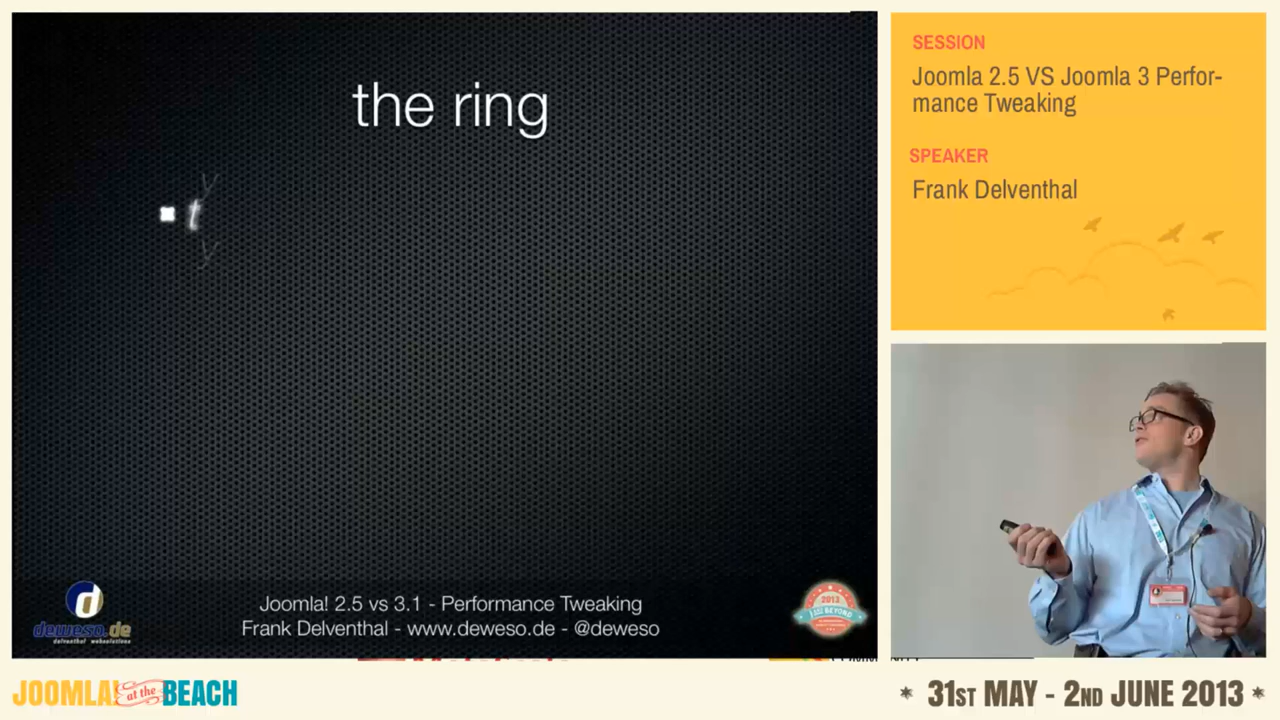 the ring
t
deweso.de
Joomla! 2.5 vs 3.1 - Performance Tweaking
Frank Delventhal - www.deweso.de - @deweso
2013
BEYOND
SESSION
Joomla 2.5 VS Joomla 3 Perfor-
mance Tweaking
SPEAKER
Frank Delventhal
JOOMLA! at the BEACH
* 31ST MAY - 2ND JUNE 2013 *